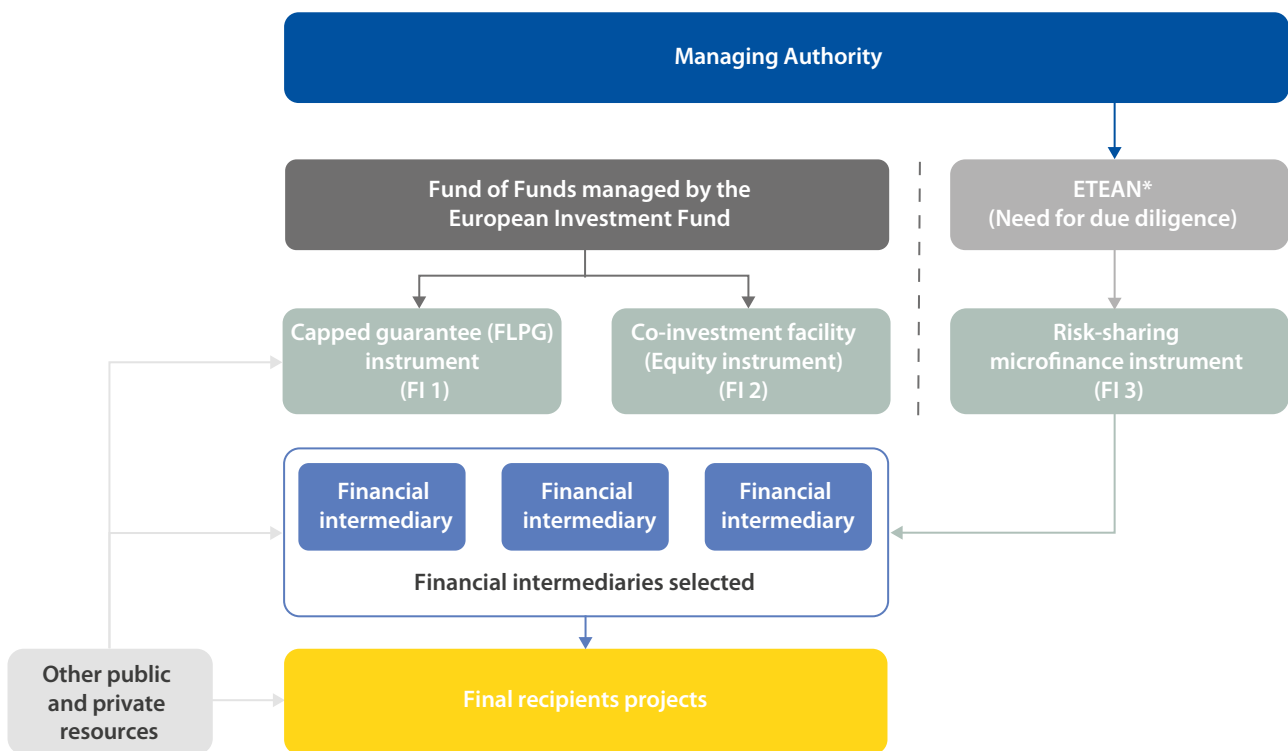 Managing Authority
Fund of Funds managed by the
European Investment Fund
ETEAN*
(Need for due diligence)
Capped guarantee (FLPG)
instrument
(FI 1)
Co-investment facility
(Equity instrument)
(FI 2)
Risk-sharing
microfinance instrument
(FI 3)
Financial
intermediary
Financial
intermediary
Financial
intermediary
Financial intermediaries selected
Other public
and private
resources
Final recipients projects